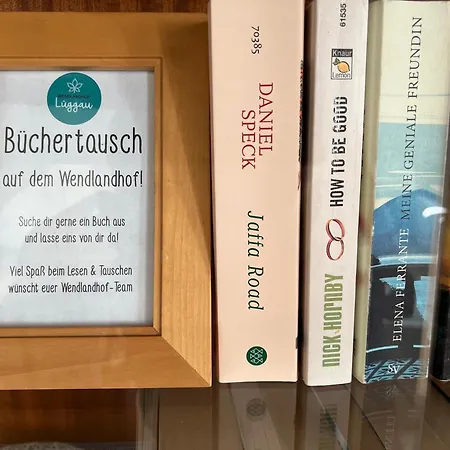 Lüggau
Büchertausch
auf dem Wendlandhof!
Suche dir gerne ein Buch aus
und lasse eins von dir da!
Viel Spaß beim Lesen & Tauschen
wünscht euer Wendlandhof-Team
70385
DANIEL
SPECK
Jaffa Road
61535
Knaur
Lemon
HOW TO BE GOOD
NICK HORNBY
ELENA FERRANTE MEINE GENIALE FREUNDIN
SV